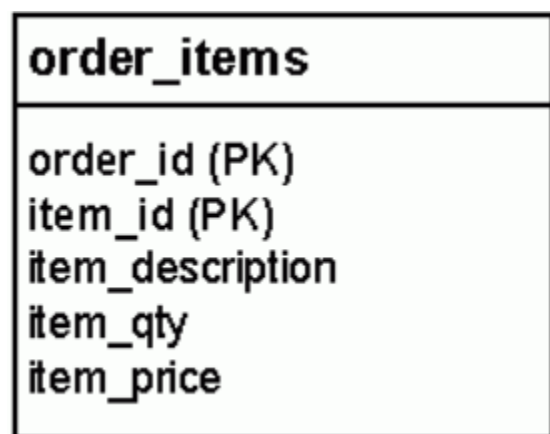 order_items
order_id (PK)
item_id (PK)
item_description
item_qty
item_price